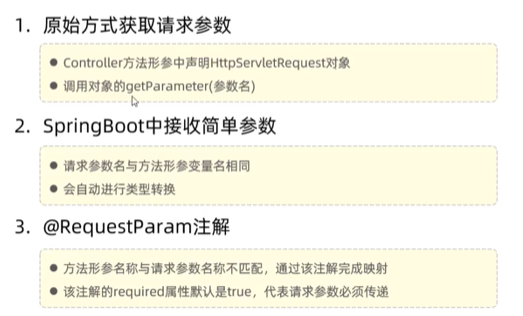 1. 原始方式获取请求参数
● Controller方法形参中声明HttpServletRequest对象
● 调用对象的getParameter(参数名)
2. SpringBoot中接收简单参数
● 请求参数名与方法形参变量名相同
● 会自动进行类型转换
3. @RequestParam注解
● 方法形参名称与请求参数名称不匹配，通过该注解完成映射
● 该注解的required属性默认是true，代表请求参数必须传递